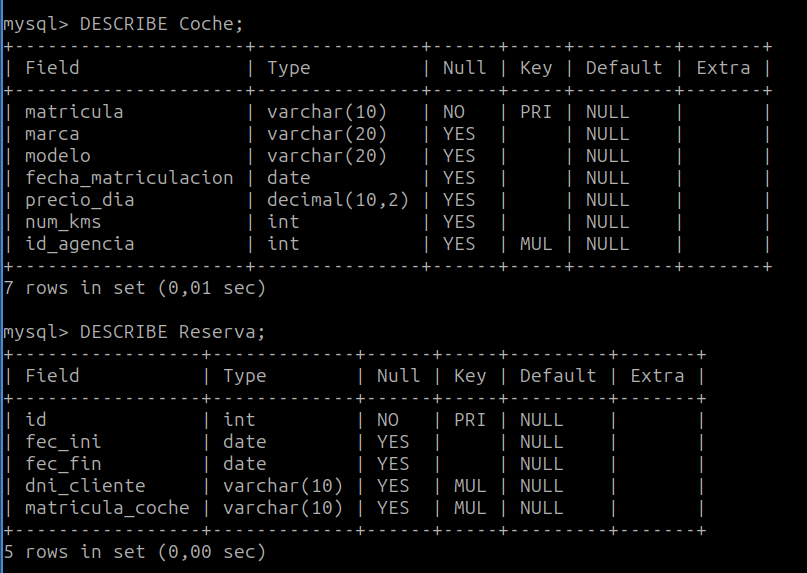 mysql> DESCRIBE Coche;
+--------------------+---------------+------+-----+---------+-------+
| Field              | Type          | Null | Key | Default | Extra |
+--------------------+---------------+------+-----+---------+-------+
| matricula          | varchar(10)   | NO   | PRI | NULL    |       |
| marca              | varchar(20)   | YES  |     | NULL    |       |
| modelo             | varchar(20)   | YES  |     | NULL    |       |
| fecha_matriculacion | date          | YES  |     | NULL    |       |
| precio_dia         | decimal(10,2) | YES  |     | NULL    |       |
| num_kms            | int           | YES  |     | NULL    |       |
| id_agencia         | int           | YES  | MUL | NULL    |       |
+--------------------+---------------+------+-----+---------+-------+
7 rows in set (0,01 sec)
mysql> DESCRIBE Reserva;
+-----------------+-------------+------+-----+---------+-------+
| Field           | Type        | Null | Key | Default | Extra |
+-----------------+-------------+------+-----+---------+-------+
| id              | int         | NO   | PRI | NULL    |       |
| fec_ini         | date        | YES  |     | NULL    |       |
| fec_fin         | date        | YES  |     | NULL    |       |
| dni_cliente     | varchar(10) | YES  | MUL | NULL    |       |
| matricula_coche | varchar(10) | YES  | MUL | NULL    |       |
+-----------------+-------------+------+-----+---------+-------+
5 rows in set (0,00 sec)